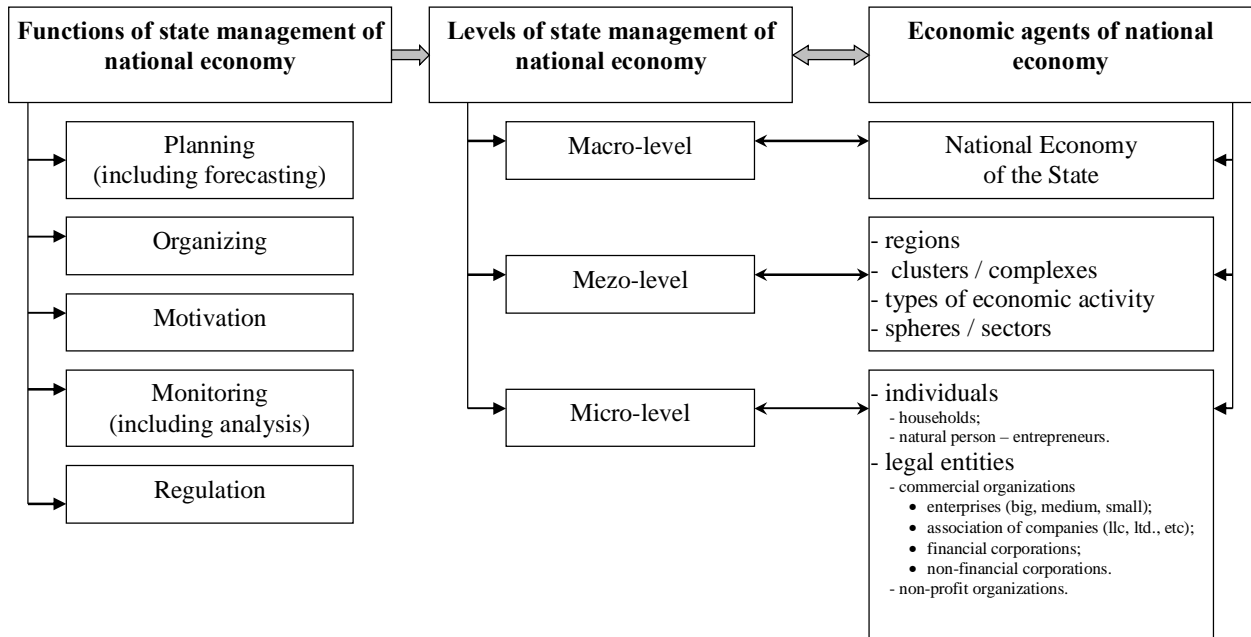 Functions of state management of
national economy
Planning
(including forecasting)
Organizing
Motivation
Monitoring
(including analysis)
Regulation
Levels of state management of
national economy
Macro-level
Mezo-level
Micro-level
Economic agents of national
economy
National Economy
of the State
- regions
- clusters / complexes
- types of economic activity
- spheres / sectors
- individuals
- households;
- natural person – entrepreneurs.
- legal entities
- commercial organizations
• enterprises (big, medium, small);
• association of companies (llc, ltd., etc);
• financial corporations;
• non-financial corporations.
- non-profit organizations.